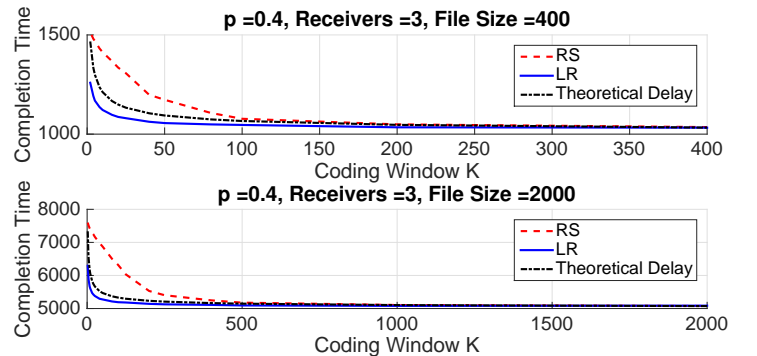 p =0.4, Receivers =3, File Size =400
Completion Time
1500
1000
RS
LR
Theoretical Delay
0 50 100 150 200 250 300 350 400
Coding Window K
p =0.4, Receivers =3, File Size =2000
Completion Time
8000
7000
6000
5000
RS
LR
Theoretical Delay
0 500 1000 1500 2000
Coding Window K